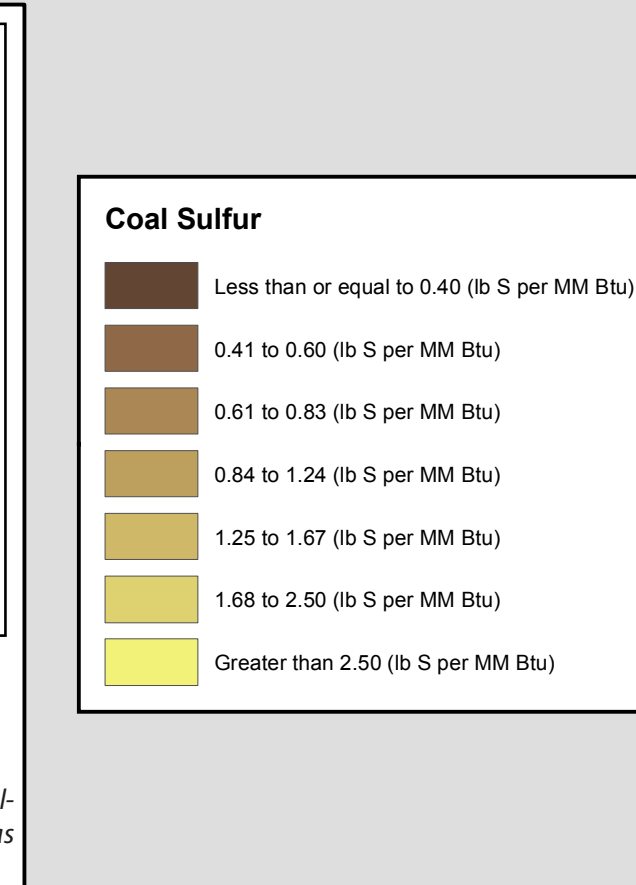 Coal Sulfur
Less than or equal to 0.40 (lb S per MM Btu)
0.41 to 0.60 (lb S per MM Btu)
0.61 to 0.83 (lb S per MM Btu)
0.84 to 1.24 (lb S per MM Btu)
1.25 to 1.67 (lb S per MM Btu)
1.68 to 2.50 (lb S per MM Btu)
Greater than 2.50 (lb S per MM Btu)